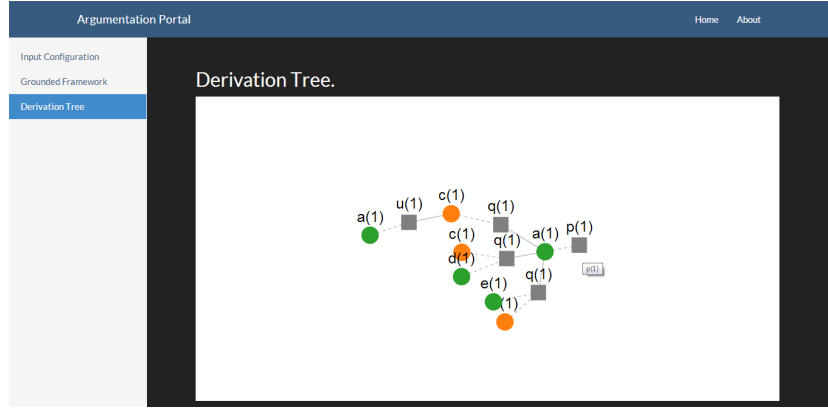 Argumentation Portal
Home
About
Input Configuration
Grounded Framework
Derivation Tree
Derivation Tree.
c(1)
u(1)
q(1)
a(1)
p(1)
a(1)
c(1)
q(1)
d(1)
p(1)
q(1)
e(1)
(1)